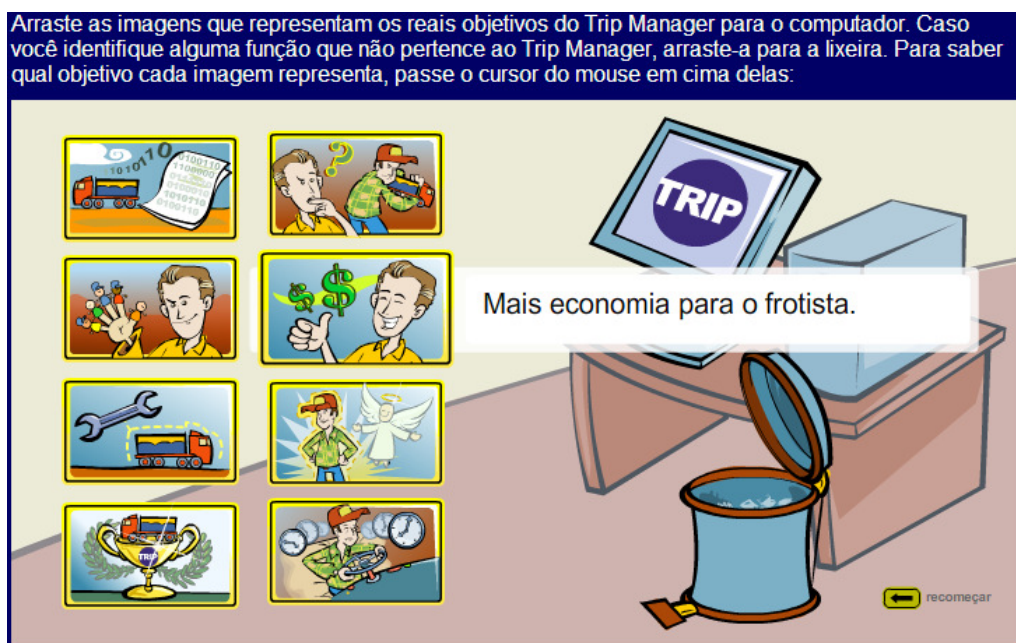 Arraste as imagens que representam os reais objetivos do Trip Manager para o computador. Caso
você identifique alguma função que não pertence ao Trip Manager, arraste-a para a lixeira. Para saber
qual objetivo cada imagem representa, passe o cursor do mouse em cima delas:
TRIP
Mais economia para o frotista.
TRIP
recomeçar